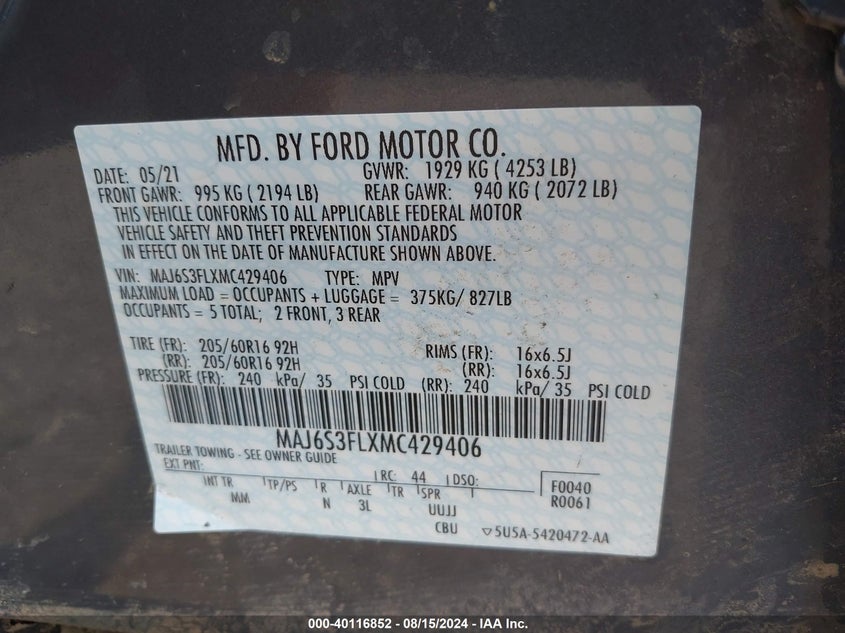 MFD. BY FORD MOTOR CO.
DATE: 05/21 GVWR: 1929 KG ( 4253 LB)
FRONT GAWR: 995 KG ( 2194 LB) REAR GAWR: 940 KG ( 2072 LB)
THIS VEHICLE CONFORMS TO ALL APPLICABLE FEDERAL MOTOR
VEHICLE SAFETY AND THEFT PREVENTION STANDARDS
IN EFFECT ON THE DATE OF MANUFACTURE SHOWN ABOVE.
VIN: MAJ6S3FLXMC429406 TYPE: MPV
MAXIMUM LOAD = OCCUPANTS + LUGGAGE = 375KG/ 827LB
OCCUPANTS = 5 TOTAL; 2 FRONT, 3 REAR
TIRE (FR): 205/60R16 92H RIMS (FR): 16x6.5J
(RR): 205/60R16 92H (RR): 16x6.5J
PRESSURE (FR): 240 kPa/ 35 PSI COLD (RR): 240 kPa/ 35 PSI COLD
MAJ6S3FLXMC429406
TRAILER TOWING - SEE OWNER GUIDE
EXT PNT: RC: 44 DSO: F0040
INT TR TP/PS R AXLE TR SPR R0061
MM N 3L UUJJ
CBU ▽5U5A-5420472-AA
000-40116852 - 08/15/2024 - IAA Inc.